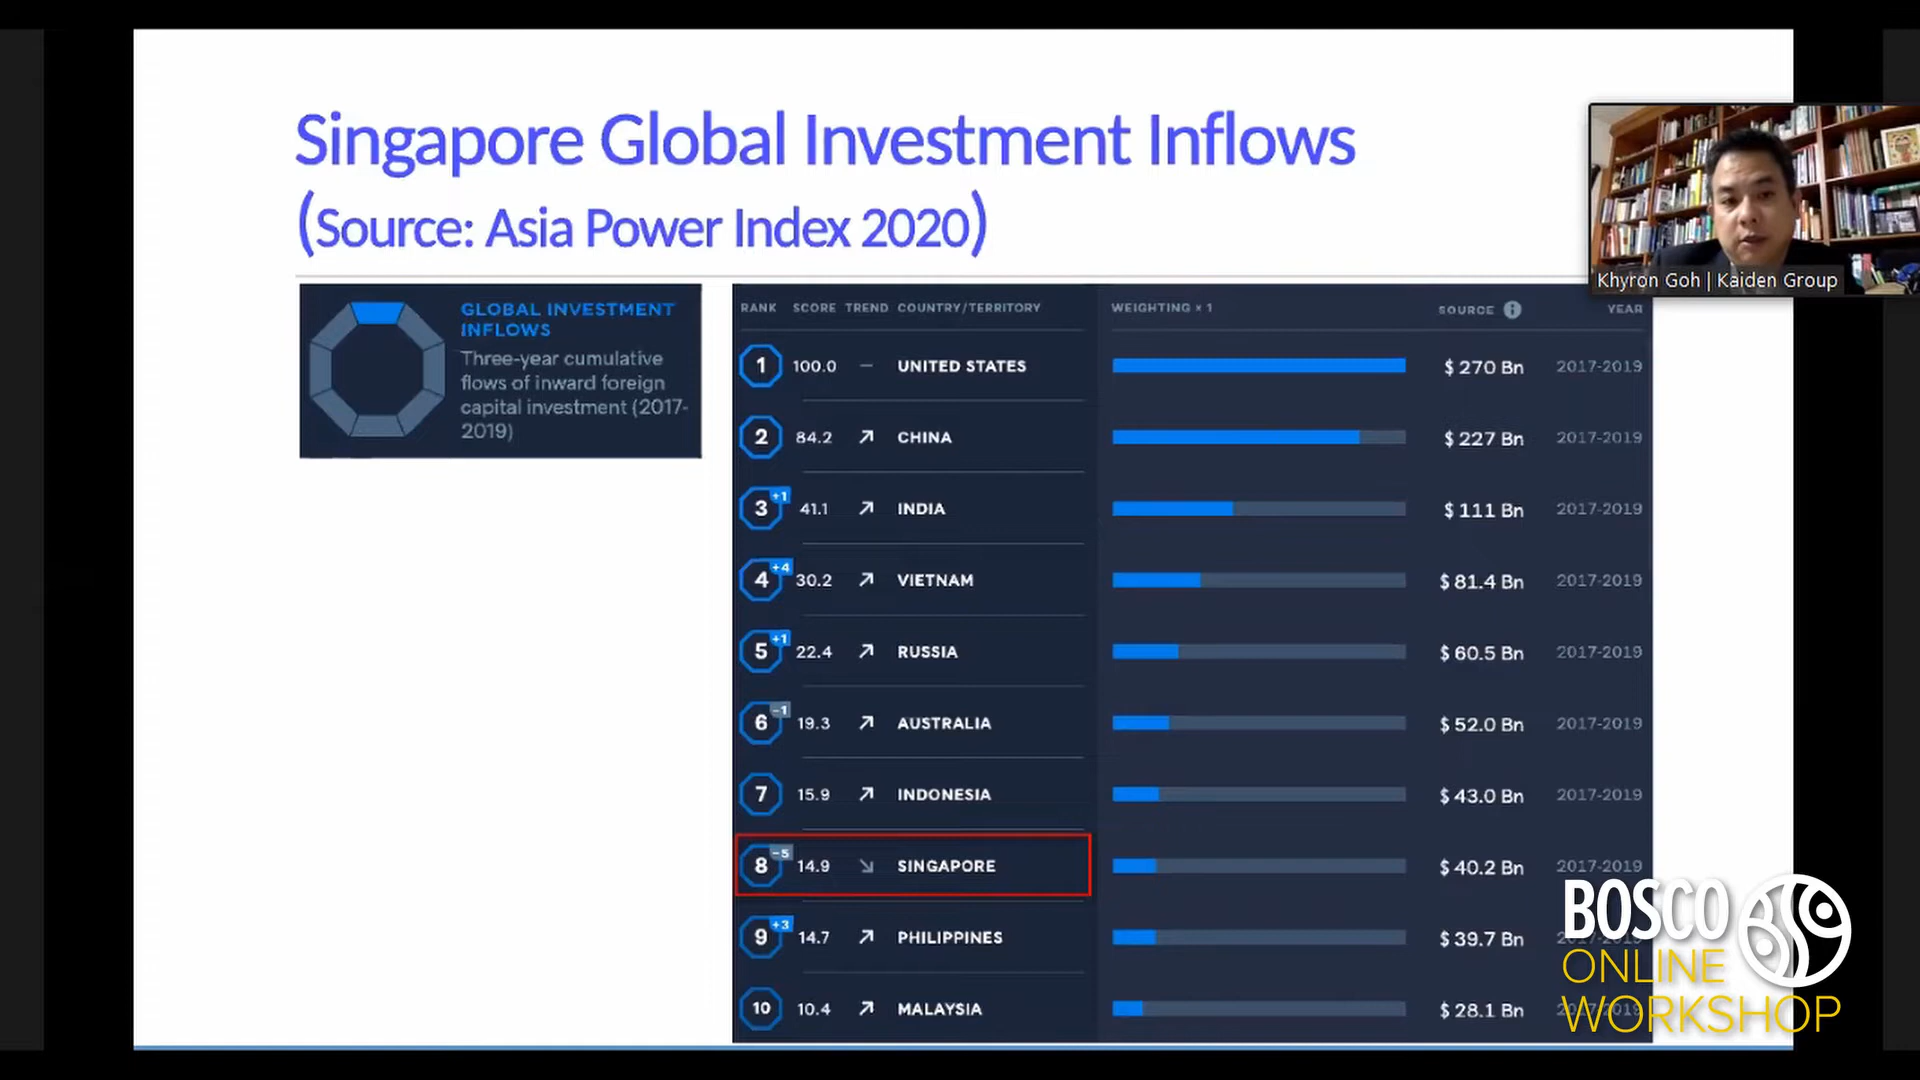 Singapore Global Investment Inflows
(Source: Asia Power Index 2020)
Khyron Goh | Kaiden Group
GLOBAL INVESTMENT
INFLOWS
Three-year cumulative
flows of inward foreign
capital investment (2017-
2019)
RANK SCORE TREND COUNTRY/TERRITORY WEIGHTING × 1 SOURCE i YEAR
1 100.0 – UNITED STATES $ 270 Bn 2017-2019
2 84.2 CHINA $ 227 Bn 2017-2019
3 +1 41.1 INDIA $ 111 Bn 2017-2019
4 +4 30.2 VIETNAM $ 81.4 Bn 2017-2019
5 +1 22.4 RUSSIA $ 60.5 Bn 2017-2019
6 -1 19.3 AUSTRALIA $ 52.0 Bn 2017-2019
7 15.9 INDONESIA $ 43.0 Bn 2017-2019
8 -5 14.9 SINGAPORE $ 40.2 Bn 2017-2019
9 +3 14.7 PHILIPPINES $ 39.7 Bn
10 10.4 MALAYSIA $ 28.1 Bn
BOSCO
ONLINE
WORKSHOP